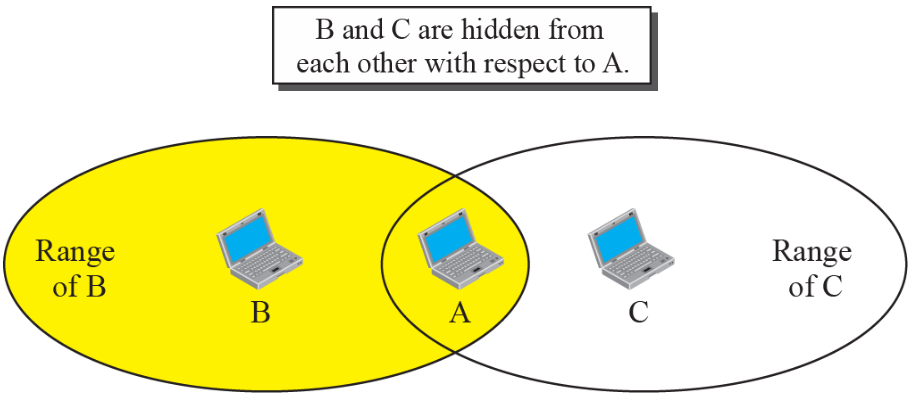 B and C are hidden from
each other with respect to A.
Range
of B
B
A
C
Range
of C